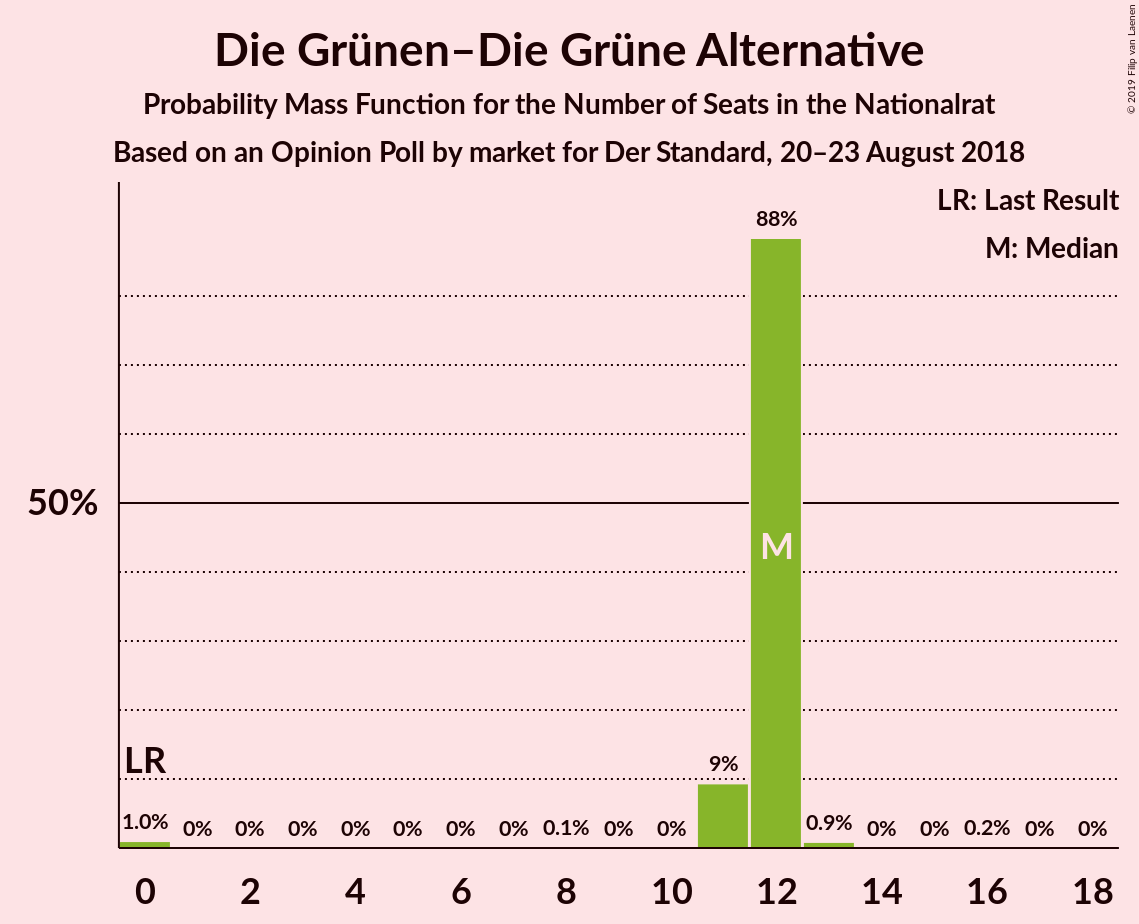 Die Grünen–Die Grüne Alternative
Probability Mass Function for the Number of Seats in the Nationalrat
Based on an Opinion Poll by market for Der Standard, 20–23 August 2018
© 2019 Filip van Laenen
LR: Last Result
M: Median
88%
50%
M
LR
9%
1.0% 0% 0% 0% 0% 0% 0% 0% 0.1% 0% 0% 0.9% 0% 0% 0.2% 0% 0%
0 2 4 6 8 10 12 14 16 18